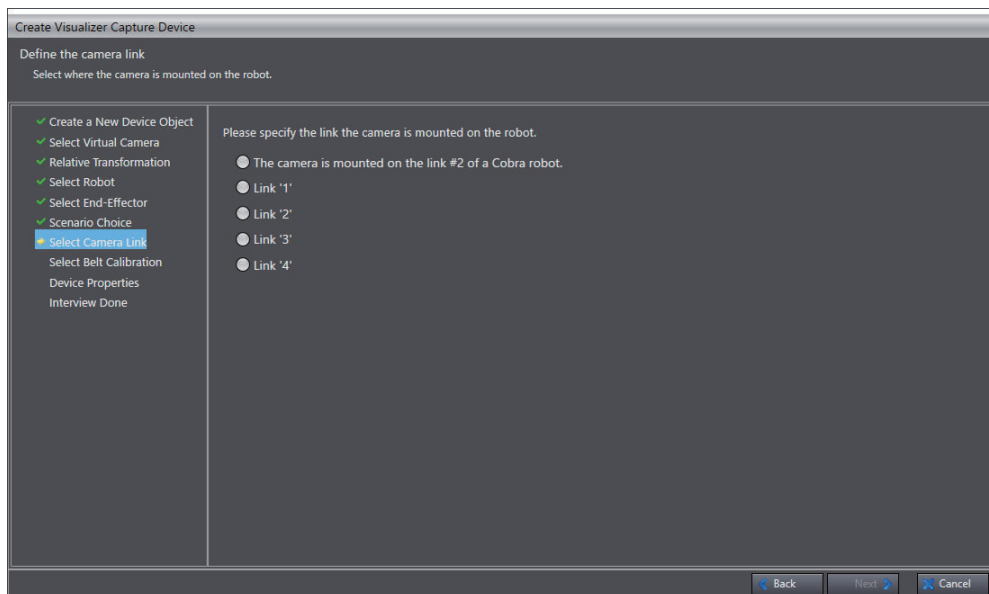 Create Visualizer Capture Device
Define the camera link
Select where the camera is mounted on the robot.
Create a New Device Object
Select Virtual Camera
Relative Transformation
Select Robot
Select End-Effector
Scenario Choice
Select Camera Link
Select Belt Calibration
Device Properties
Interview Done
Please specify the link the camera is mounted on the robot.
The camera is mounted on the link #2 of a Cobra robot.
Link '1'
Link '2'
Link '3'
Link '4'
Back
Next
Cancel